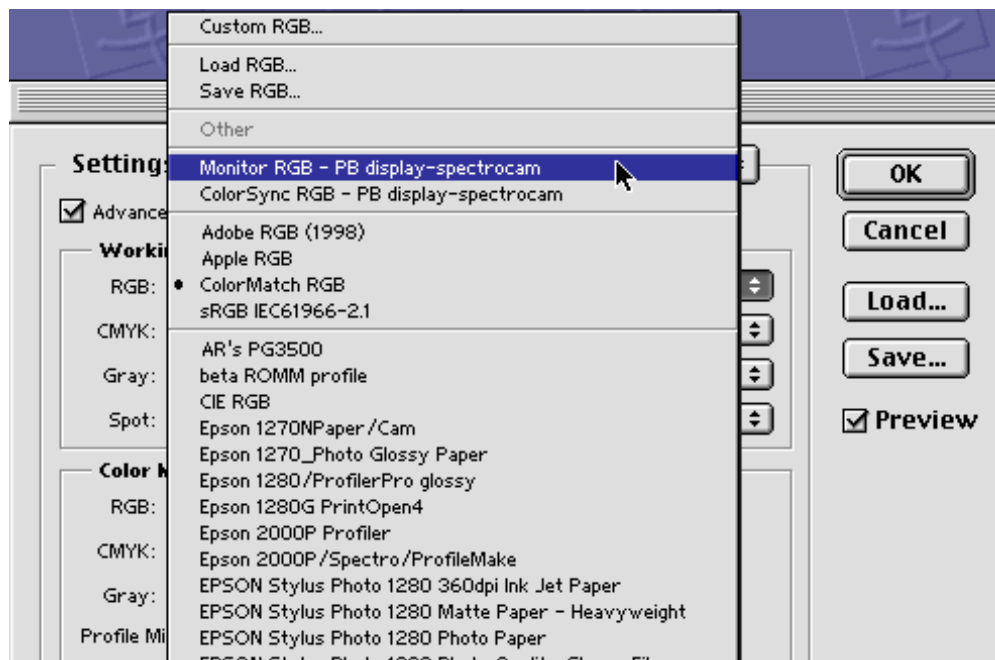 Custom RGB...
Load RGB...
Save RGB...
Other
Monitor RGB - PB display-spectrocam
ColorSync RGB - PB display-spectrocam
Adobe RGB (1998)
Apple RGB
• ColorMatch RGB
sRGB IEC61966-2.1
AR's PG3500
beta ROMM profile
CIE RGB
Epson 1270NPaper/Cam
Epson 1270_Photo Glossy Paper
Epson 1280/ProfilerPro glossy
Epson 1280G PrintOpen4
Epson 2000P Profiler
Epson 2000P/Spectro/ProfileMake
EPSON Stylus Photo 1280 360dpi Ink Jet Paper
EPSON Stylus Photo 1280 Matte Paper - Heavyweight
EPSON Stylus Photo 1280 Photo Paper
Setting
Advance
Worki
RGB:
CMYK:
Gray:
Spot:
Color
RGB:
CMYK:
Gray:
Profile Mi
OK
Cancel
Load...
Save...
Preview